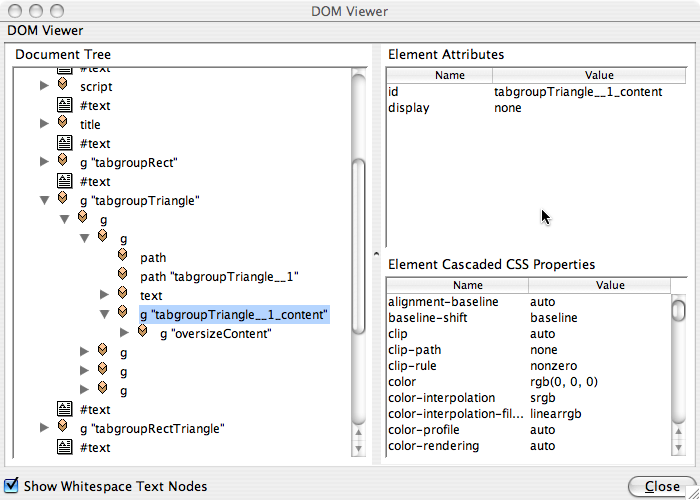 DOM Viewer
DOM Viewer
Document Tree
#text
script
#text
title
#text
g "tabgroupRect"
#text
g "tabgroupTriangle"
g
g
path
path "tabgroupTriangle__1"
text
g "tabgroupTriangle__1_content"
g "oversizeContent"
g
g
g
#text
g "tabgroupRectTriangle"
#text
Element Attributes
Name Value
id tabgroupTriangle__1_content
display none
Element Cascaded CSS Properties
Name Value
alignment-baseline auto
baseline-shift baseline
clip auto
clip-path none
clip-rule nonzero
color rgb(0, 0, 0)
color-interpolation srgb
color-interpolation-fil... linearrgb
color-profile auto
color-rendering auto
Show Whitespace Text Nodes
Close